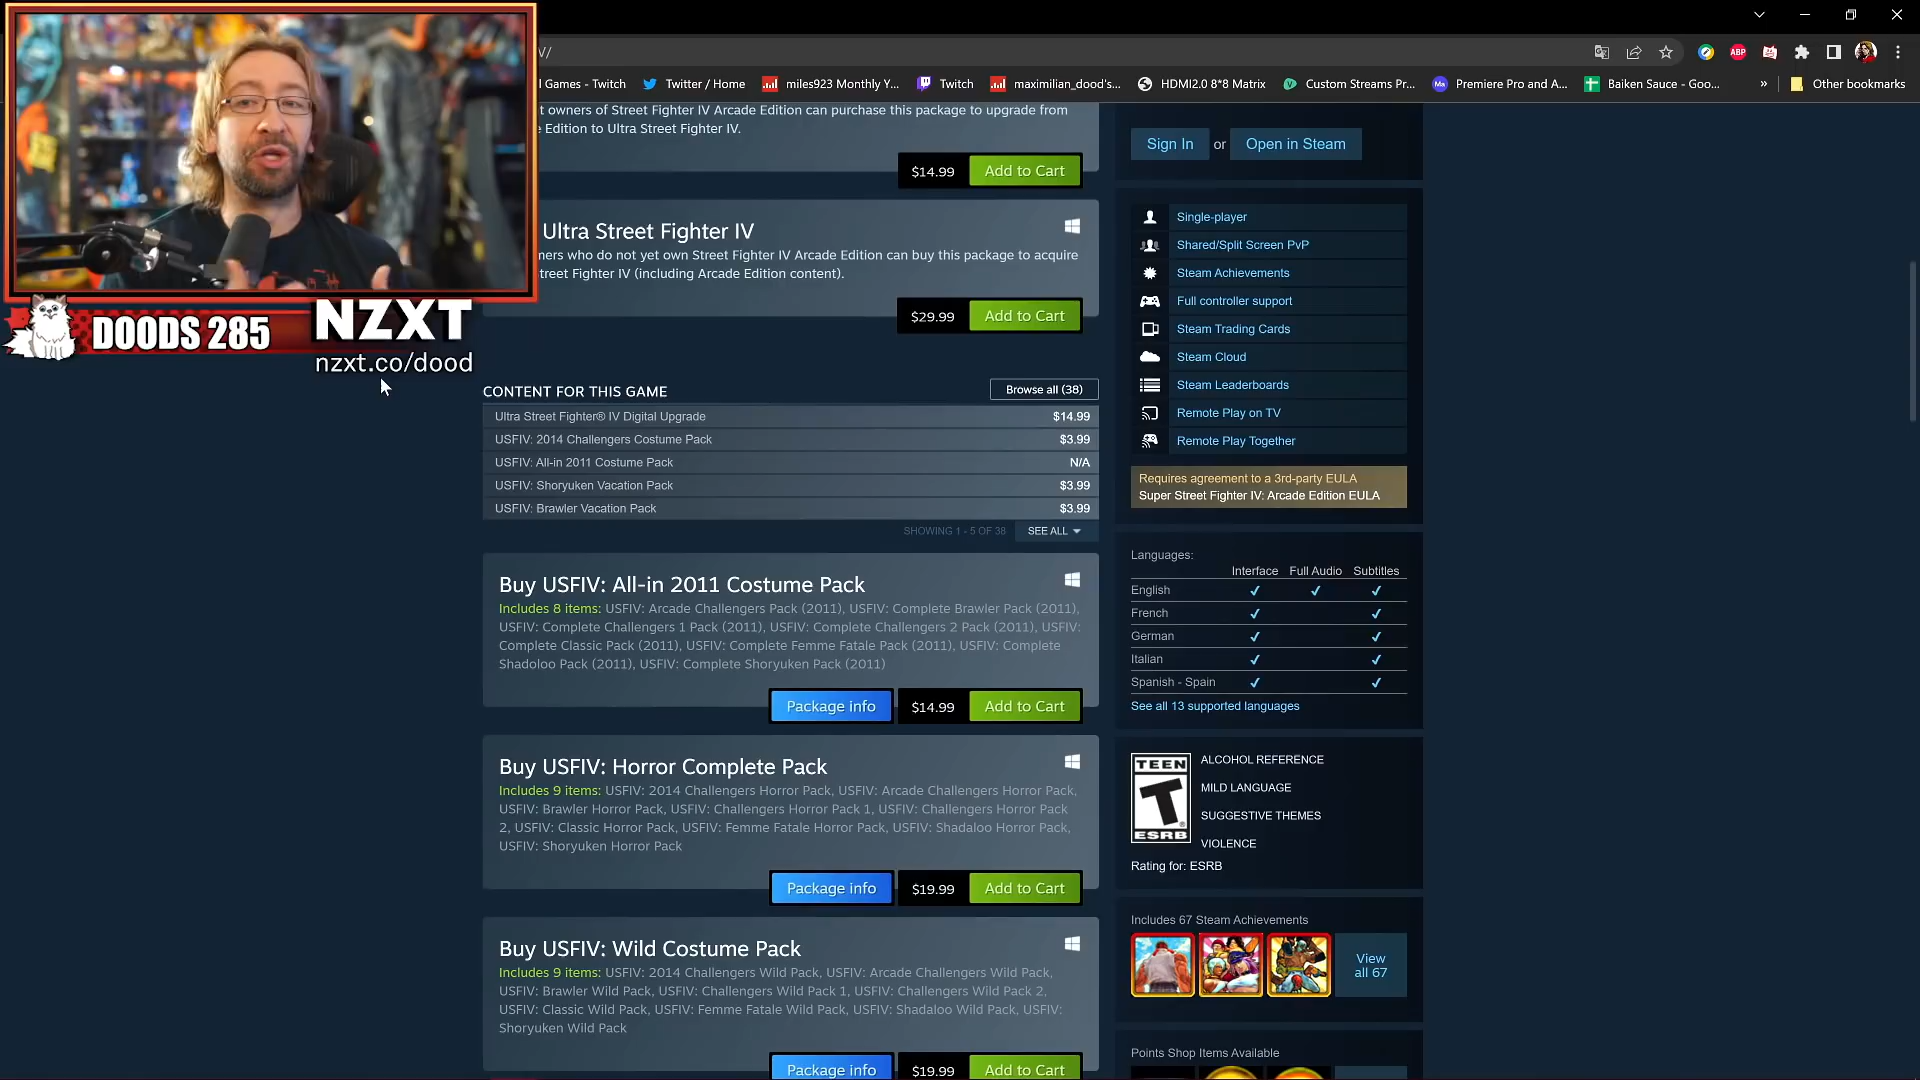 V/
l Games - Twitch
Twitter / Home
miles923 Monthly Y...
Twitch
maximilian_dood's...
HDMI2.0 8*8 Matrix
Custom Streams Pr...
Premiere Pro and A...
Baiken Sauce - Goo...
»
Other bookmarks
ABP
t owners of Street Fighter IV Arcade Edition can purchase this package to upgrade from
e Edition to Ultra Street Fighter IV.
$14.99
Add to Cart
Ultra Street Fighter IV
mers who do not yet own Street Fighter IV Arcade Edition can buy this package to acquire
treet Fighter IV (including Arcade Edition content).
$29.99
Add to Cart
DOODS 285
NZXT
nzxt.co/dood
CONTENT FOR THIS GAME
Browse all (38)
Ultra Street Fighter® IV Digital Upgrade
$14.99
USFIV: 2014 Challengers Costume Pack
$3.99
USFIV: All-in 2011 Costume Pack
N/A
USFIV: Shoryuken Vacation Pack
$3.99
USFIV: Brawler Vacation Pack
$3.99
SHOWING 1 - 5 OF 38
SEE ALL
Buy USFIV: All-in 2011 Costume Pack
Includes 8 items: USFIV: Arcade Challengers Pack (2011), USFIV: Complete Brawler Pack (2011),
USFIV: Complete Challengers 1 Pack (2011), USFIV: Complete Challengers 2 Pack (2011), USFIV:
Complete Classic Pack (2011), USFIV: Complete Femme Fatale Pack (2011), USFIV: Complete
Shadoloo Pack (2011), USFIV: Complete Shoryuken Pack (2011)
Package info
$14.99
Add to Cart
Buy USFIV: Horror Complete Pack
Includes 9 items: USFIV: 2014 Challengers Horror Pack, USFIV: Arcade Challengers Horror Pack,
USFIV: Brawler Horror Pack, USFIV: Challengers Horror Pack 1, USFIV: Challengers Horror Pack
2, USFIV: Classic Horror Pack, USFIV: Femme Fatale Horror Pack, USFIV: Shadaloo Horror Pack,
USFIV: Shoryuken Horror Pack
Package info
$19.99
Add to Cart
Buy USFIV: Wild Costume Pack
Includes 9 items: USFIV: 2014 Challengers Wild Pack, USFIV: Arcade Challengers Wild Pack,
USFIV: Brawler Wild Pack, USFIV: Challengers Wild Pack 1, USFIV: Challengers Wild Pack 2,
USFIV: Classic Wild Pack, USFIV: Femme Fatale Wild Pack, USFIV: Shadaloo Wild Pack, USFIV:
Shoryuken Wild Pack
Package info
$19.99
Add to Cart
Sign In
or
Open in Steam
Single-player
Shared/Split Screen PvP
Steam Achievements
Full controller support
Steam Trading Cards
Steam Cloud
Steam Leaderboards
Remote Play on TV
Remote Play Together
Requires agreement to a 3rd-party EULA
Super Street Fighter IV: Arcade Edition EULA
Languages:
Interface
Full Audio
Subtitles
English
French
German
Italian
Spanish - Spain
See all 13 supported languages
TEEN
T
ESRB
ALCOHOL REFERENCE
MILD LANGUAGE
SUGGESTIVE THEMES
VIOLENCE
Rating for: ESRB
Includes 67 Steam Achievements
View
all 67
Points Shop Items Available